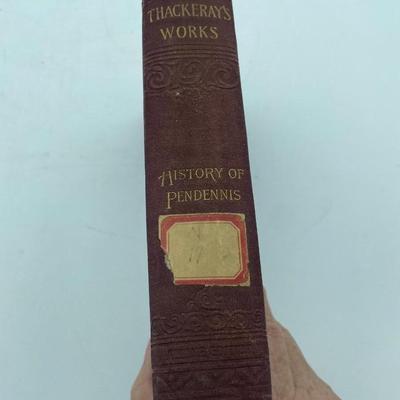 THACKERAY'S
WORKS
HISTORY OF
PENDENNIS